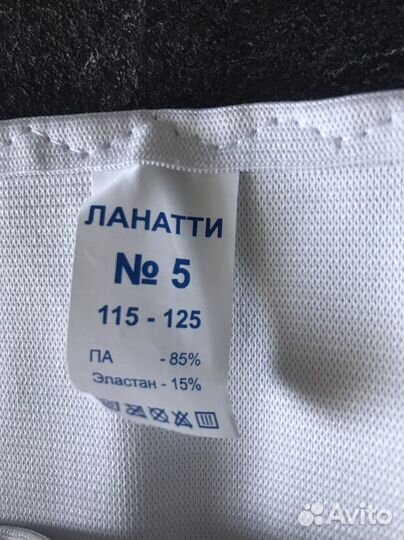 ЛАНАТТИ
№ 5
115 - 125
ПА - 85%
Эластан - 15%
Avito